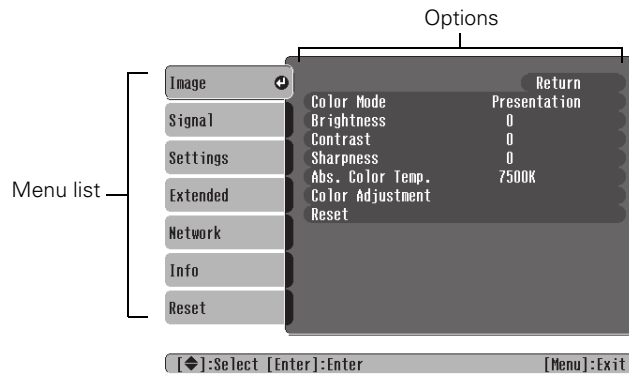 Options
Menu list
Image
Signal
Settings
Extended
Network
Info
Reset
Return
Color Mode Presentation
Brightness 0
Contrast 0
Sharpness 0
Abs. Color Temp. 7500K
Color Adjustment
Reset
[◆]:Select [Enter]:Enter [Menu]:Exit